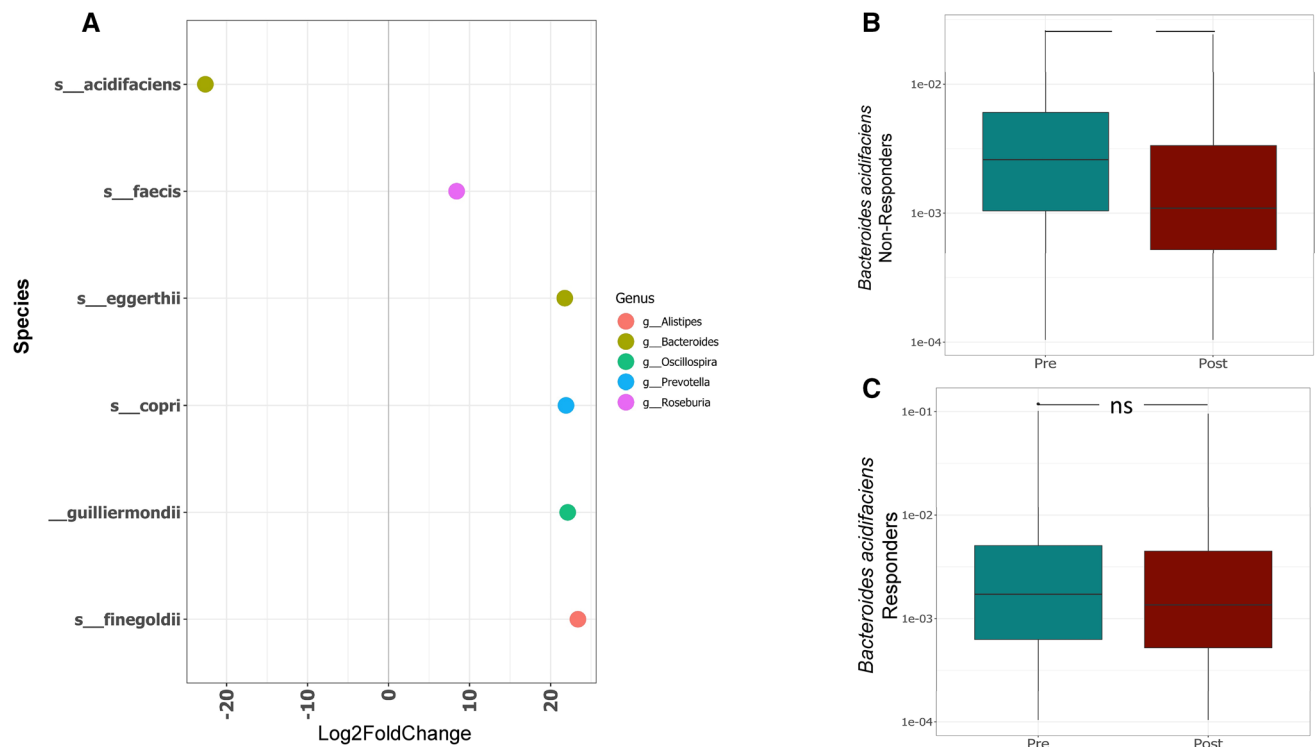 A
s__acidifaciens
s__faecis
s__eggerthii
s__copri
__guilliermondii
s__finegoldii
Species
-20
-10
0
10
20
Log2FoldChange
Genus
g__Alistipes
g__Bacteroides
g__Oscillospira
g__Prevotella
g__Roseburia
B
1e-02
1e-03
1e-04
Bacteroides acidifaciens
Non-Responders
Pre
Post
C
ns
1e-01
1e-02
1e-03
1e-04
Bacteroides acidifaciens
Responders
Pre
Post